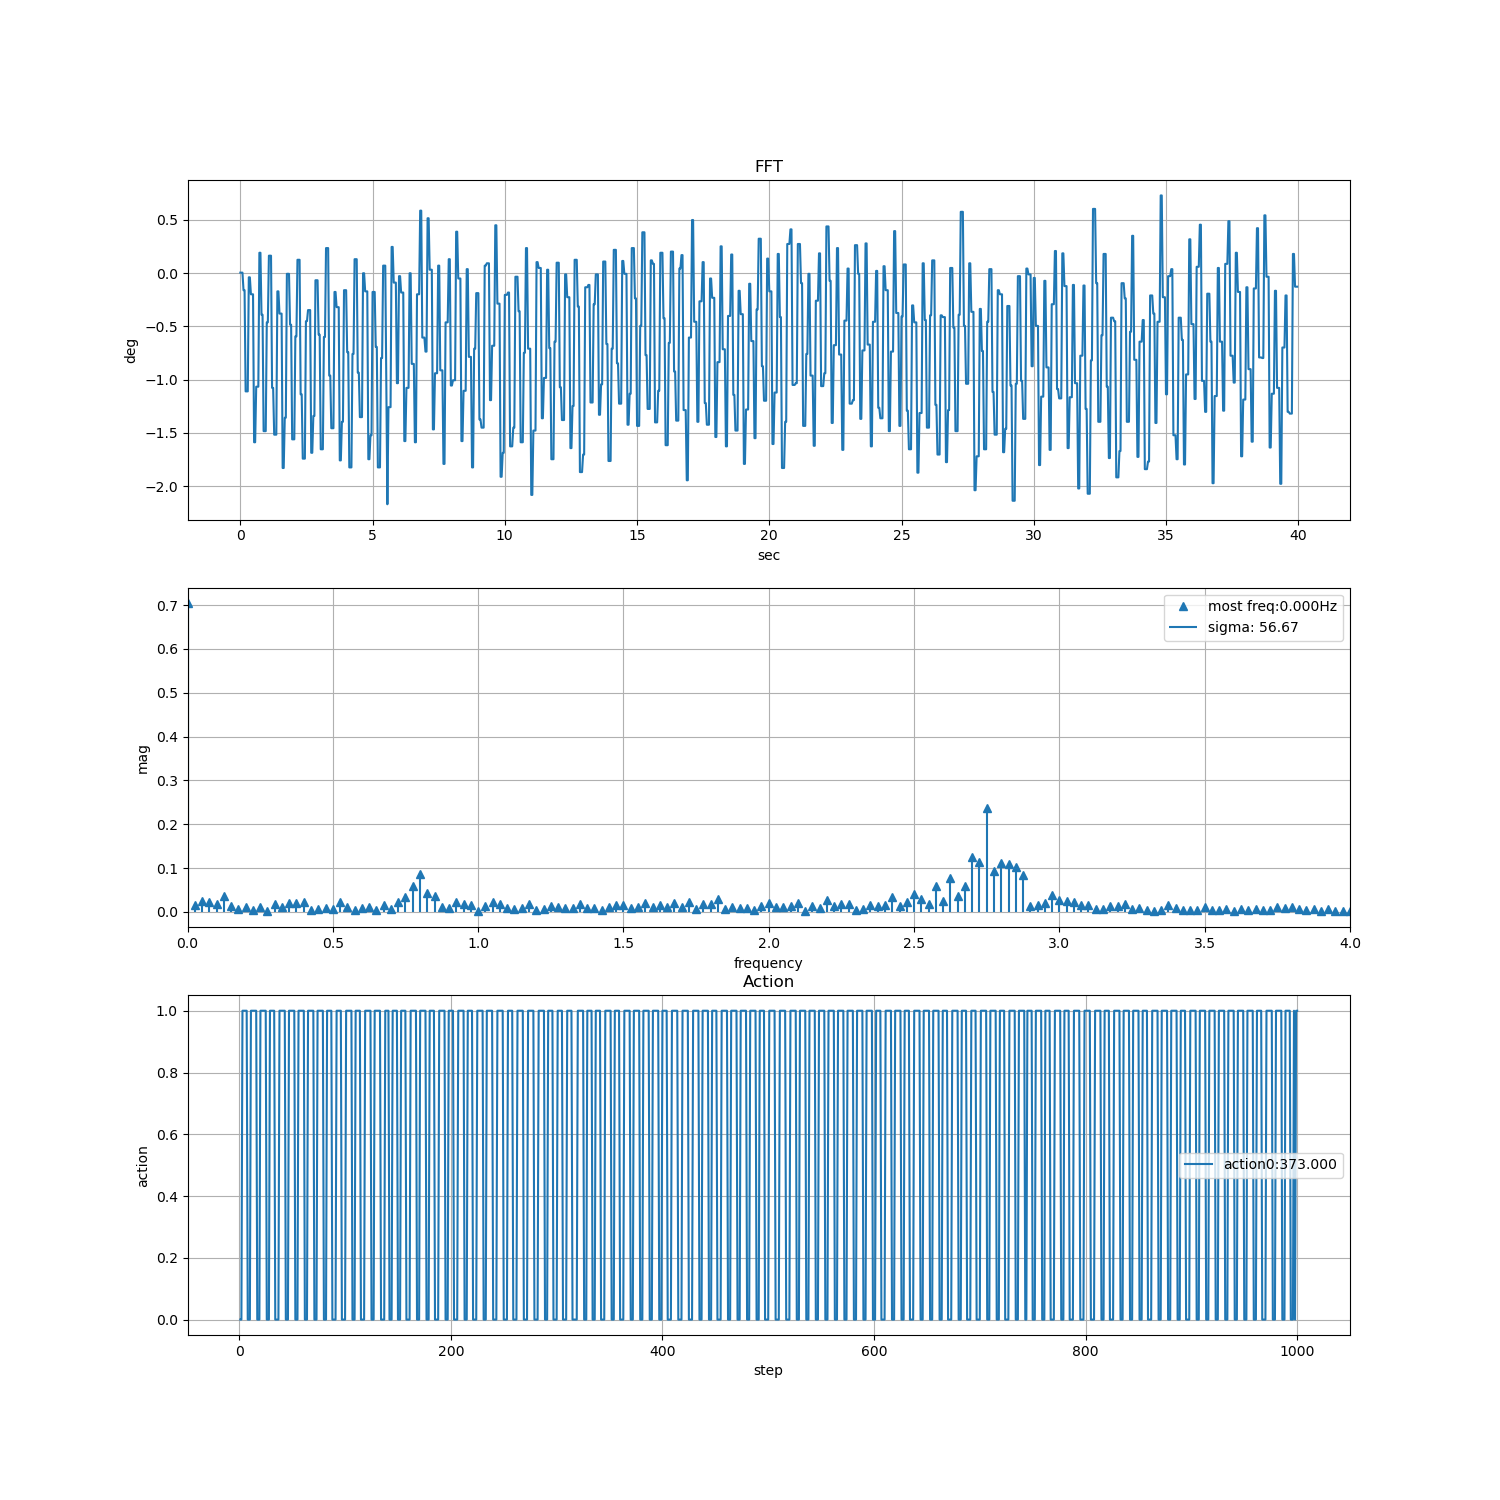 FFT
0.5
0.0
−0.5
−1.0
−1.5
−2.0
deg
0 5 10 15 20 25 30 35 40
sec
0.7
0.6
0.5
0.4
0.3
0.2
0.1
0.0
mag
most freq:0.000Hz
sigma: 56.67
0.0 0.5 1.0 1.5 2.0 2.5 3.0 3.5 4.0
frequency
Action
1.0
0.8
0.6
0.4
0.2
0.0
action
action0:373.000
0 200 400 600 800 1000
step